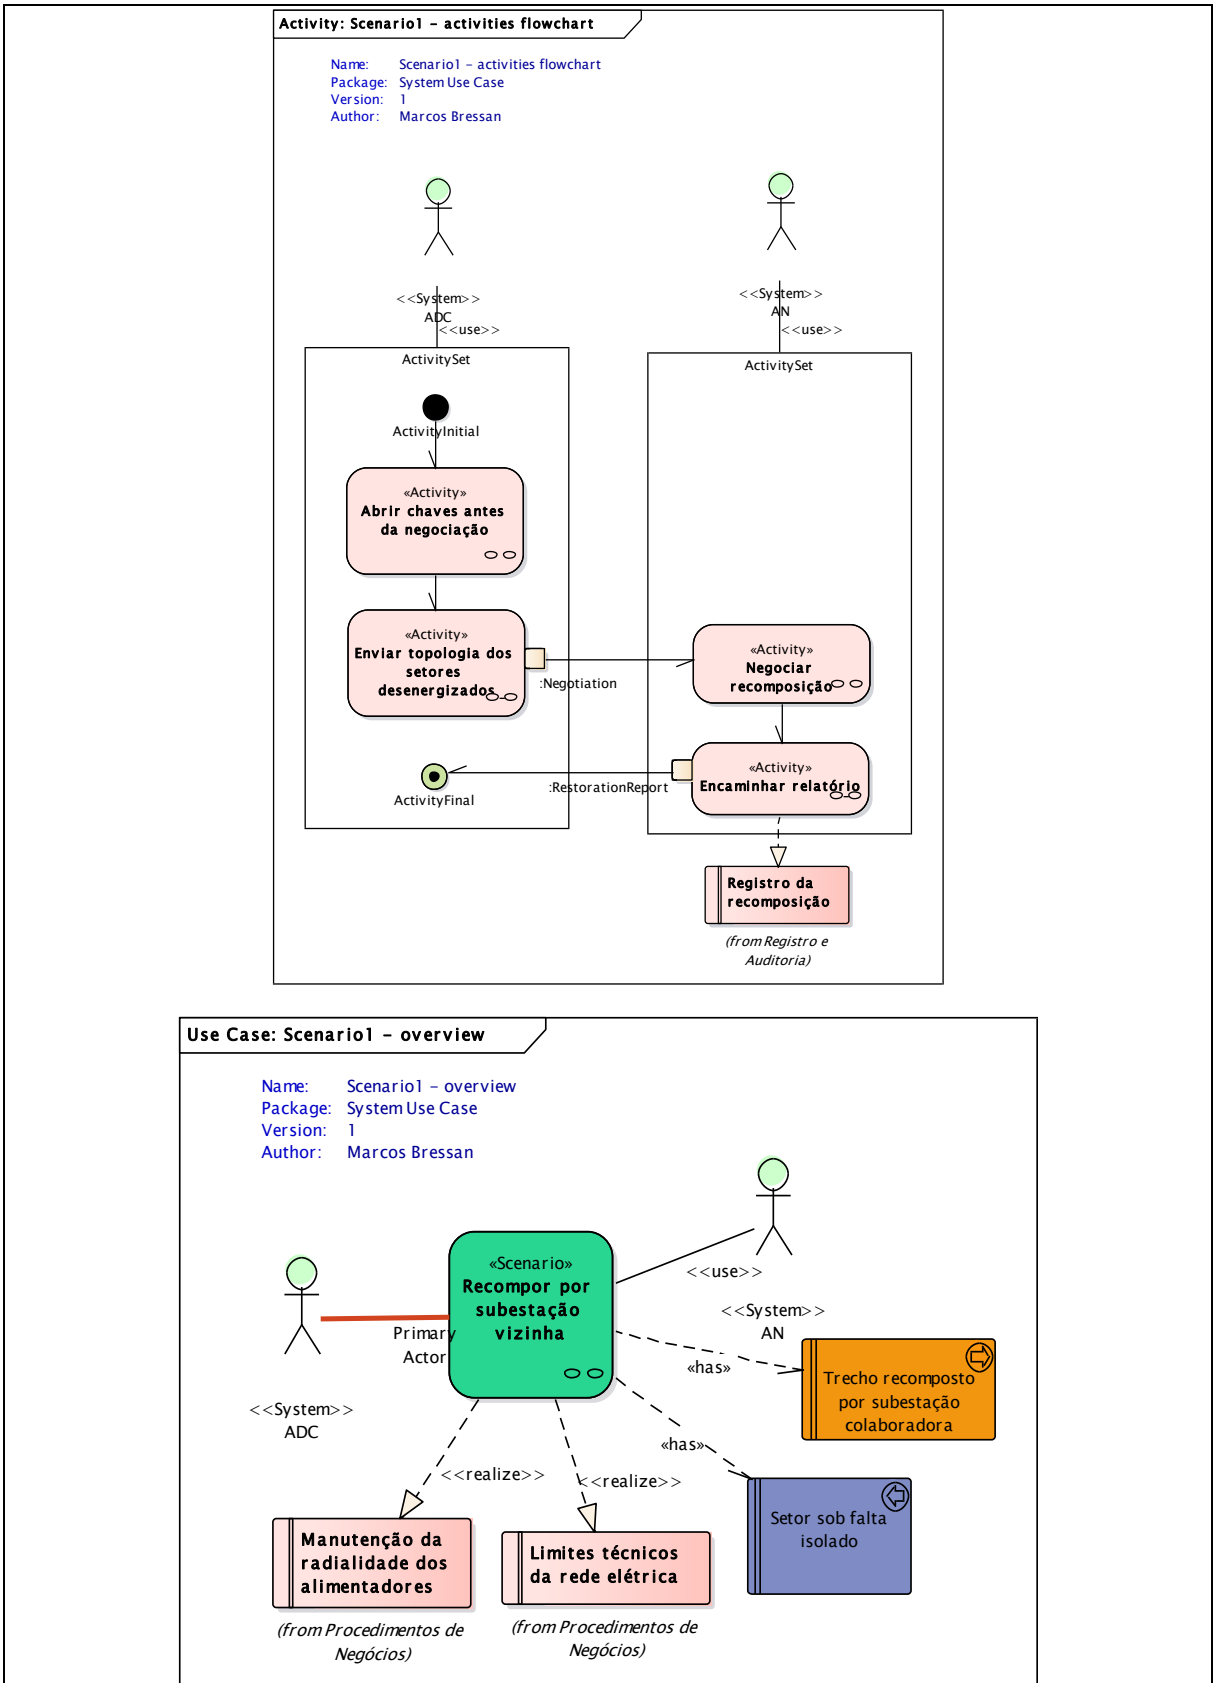 Activity: Scenario1 - activities flowchart
Name: Scenario1 - activities flowchart
Package: System Use Case
Version: 1
Author: Marcos Bressan
<<System>>
ADC
<<use>>
<<System>>
AN
<<use>>
ActivitySet
ActivitySet
ActivityInitial
«Activity»
Abrir chaves antes
da negociação
«Activity»
Enviar topologia dos
setores
desenergizados
:Negotiation
«Activity»
Negociar
recomposição
«Activity»
Encaminhar relatório
:RestorationReport
ActivityFinal
Registro da
recomposição
(from Registro e
Auditoria)
Use Case: Scenario1 - overview
Name: Scenario1 - overview
Package: System Use Case
Version: 1
Author: Marcos Bressan
«Scenario»
Recompor por
subestação
vizinha
<<use>>
<<System>>
AN
Primary
Actor
<<System>>
ADC
«has»
Trecho recomposto
por subestação
colaboradora
«has»
Setor sob falta
isolado
<<realize>>
<<realize>>
Manutenção da
radialidade dos
alimentadores
(from Procedimentos de
Negócios)
Limites técnicos
da rede elétrica
(from Procedimentos de
Negócios)